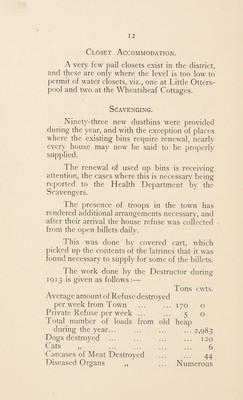 12
Closet Accommodation.
A very few pail closets exist in the district,
and these are only where the level is too low to
permit of water closets, viz., one at Little Otters-
pool and two at the Wheatsheaf Cottages.
Scavenging.
Ninety-three new dustbins were provided
during the year, and with the exception of places
where the existing bins require renewal, nearly
every house may now be said to be properly
supplied.
The renewal of used up bins is receiving
attention, the cases where this is necessary being
reported to the Health Department by the
Scavengers.
The presence of troops in the town has
rendered additional arrangements necessary, and
after their arrival the house refuse was collected
from the open billets daily.
This was done by covered cart, which
picked up the contents of the latrines that it was
found necessary to supply for some of the billets.
The work done by the Destructor during
1913 is given as follows:—
Tons cwts.
Average amount of Refuse destroyed
per week from Town ... ... 170 0
Private Refuse per week ... ... 5 0
Total number of loads from old heap
during the year... ... ... ... 2,983
Dogs destroyed ... ... ... ... 120
Cats „ ... ... ... ... 6
Carcases of Meat Destroyed ... ... 44
Diseased Organs „ ... Numerous